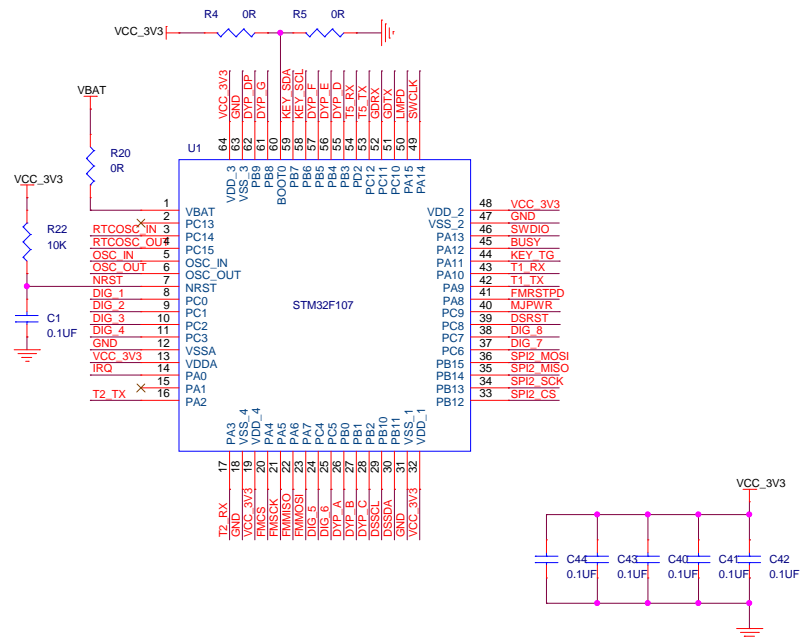 R4 0R R5 0R
VCC_3V3
VBAT
VCC_3V3 GND DYP_DP DYP_G KEY_SDA KEY_SCL DYP_F DYP_E DYP_D T5_RX T5_TX GDRX GDTX LMPD SWCLK
64 63 62 61 60 59 58 57 56 55 54 53 52 51 50 49
U1
VDD_3 VSS_3 PB9 PB8 BOOT0 PB7 PB6 PB5 PB4 PB3 PD2 PC12 PC11 PC10 PA15 PA14
R20
0R
VCC_3V3
R22
10K
C1
0.1UF
1 VBAT
2 PC13
RTCOSC_IN 3 PC14
RTCOSC_OUT 4 PC15
OSC_IN 5 OSC_IN
OSC_OUT 6 OSC_OUT
NRST 7 NRST
DIG_1 8 PC0
DIG_2 9 PC1
DIG_3 10 PC2
DIG_4 11 PC3
GND 12 VSSA
VCC_3V3 13 VDDA
IRQ 14 PA0
15 PA1
T2_TX 16 PA2
STM32F107
VDD_2 48 VCC_3V3
VSS_2 47 GND
PA13 46 SWDIO
PA12 45 BUSY
PA11 44 KEY_TG
PA10 43 T1_RX
PA9 42 T1_TX
PA8 41 FMRSTPD
PC9 40 MJPWR
PC8 39 DSRST
PC7 38 DIG_8
PC6 37 DIG_7
PB15 36 SPI2_MOSI
PB14 35 SPI2_MISO
PB13 34 SPI2_SCK
PB12 33 SPI2_CS
PA3 VSS_4 VDD_4 PA4 PA5 PA6 PA7 PC4 PC5 PB0 PB1 PB2 PB10 PB11 VSS_1 VDD_1
17 18 19 20 21 22 23 24 25 26 27 28 29 30 31 32
T2_RX GND VCC_3V3 FMCS FMSCK FMMISO FMMOSI DIG_5 DIG_6 DYP_A DYP_B DYP_C DSSCL DSSDA GND VCC_3V3
VCC_3V3
C44 C43 C40 C41 C42
0.1UF 0.1UF 0.1UF 0.1UF 0.1UF